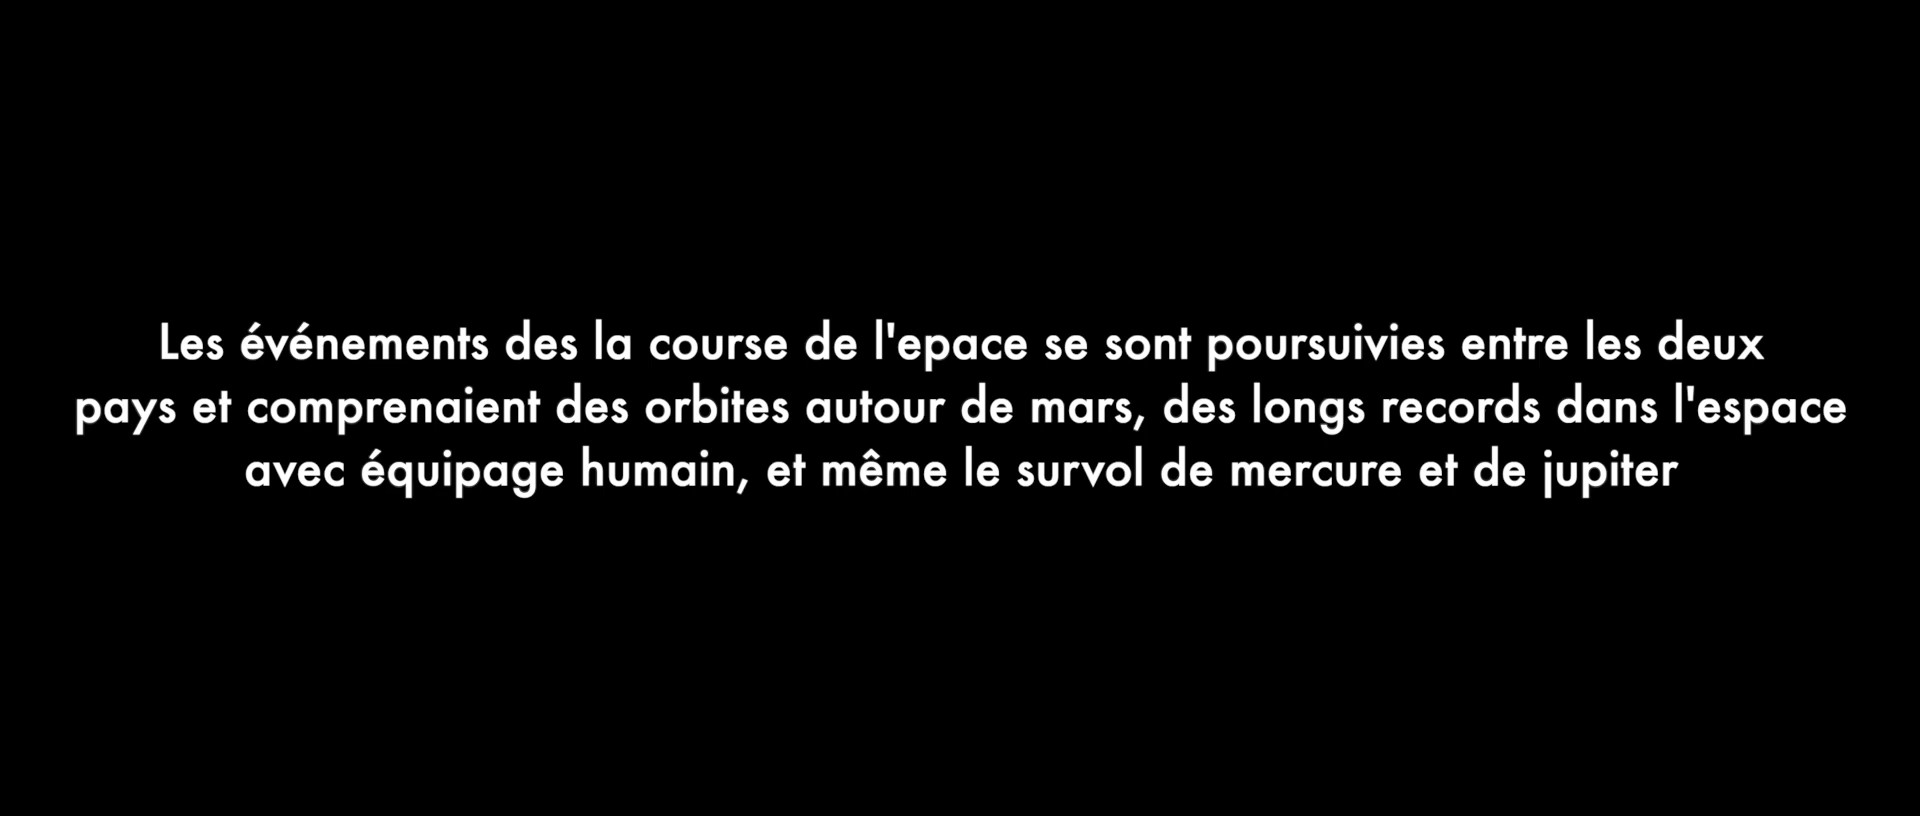 Les événements des la course de l'epace se sont poursuivies entre les deux
pays et comprenaient des orbites autour de mars, des longs records dans l'espace
avec équipage humain, et même le survol de mercure et de jupiter